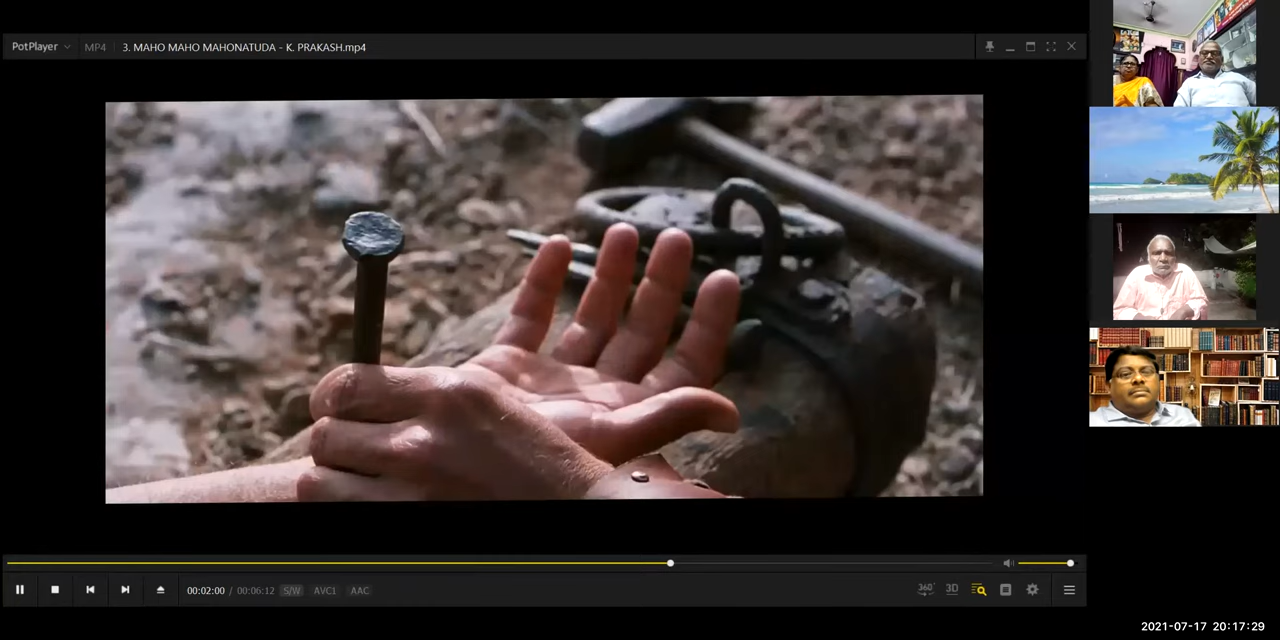 PotPlayer MP4 3. MAHO MAHO MAHONATUDA - K. PRAKASH.mp4
00:02:00 / 00:06:12 S/W AVC1 AAC
360° 3D
2021-07-17 20:17:29